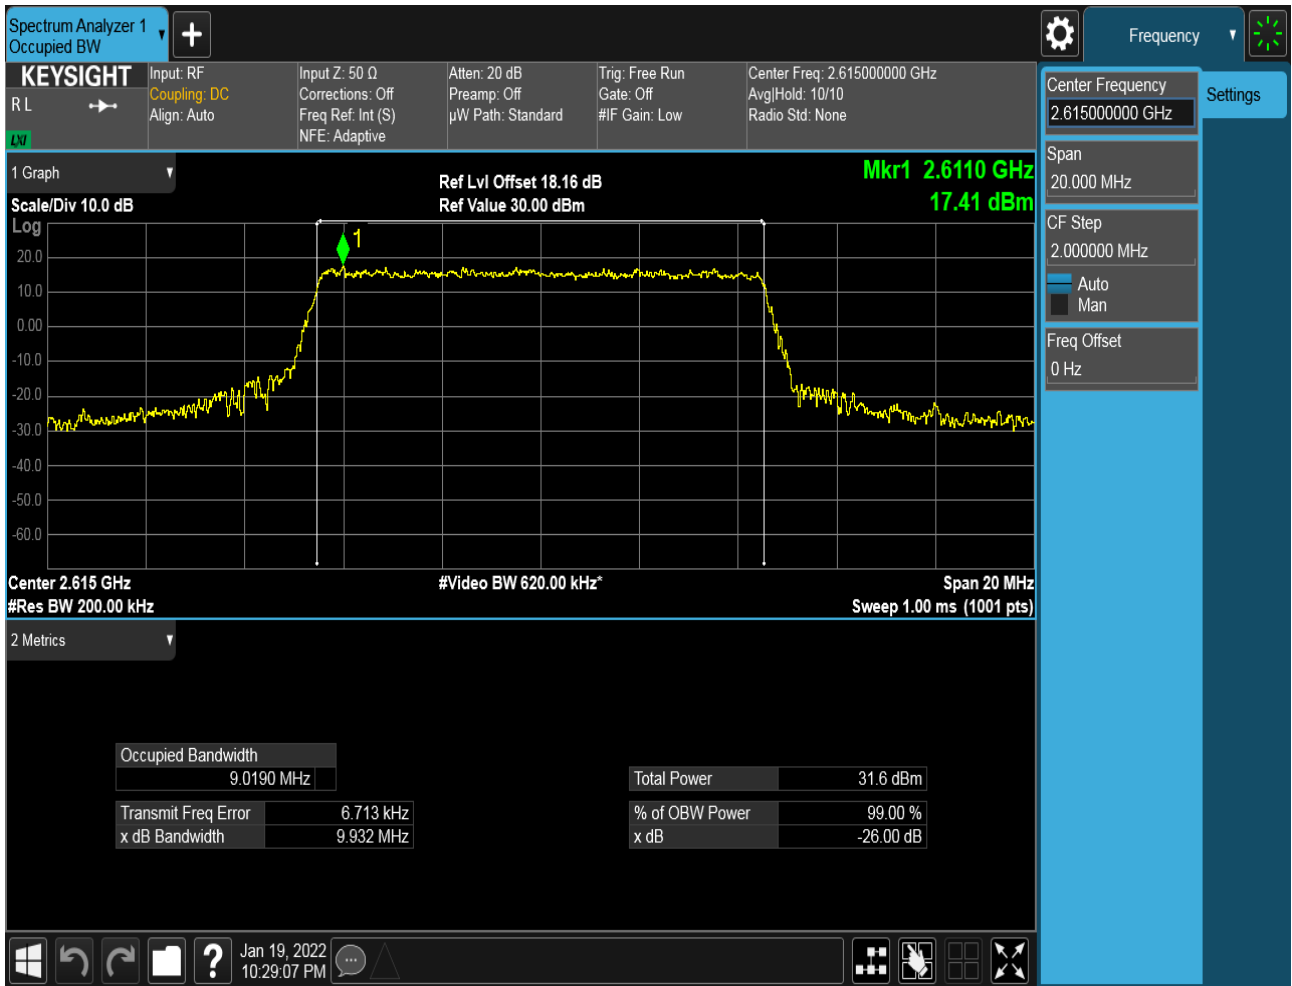 Spectrum Analyzer 1
Occupied BW
Frequency
KEYSIGHT
R L
LXI
Input: RF
Coupling: DC
Align: Auto
Input Z: 50 Ω
Corrections: Off
Freq Ref: Int (S)
NFE: Adaptive
Atten: 20 dB
Preamp: Off
µW Path: Standard
Trig: Free Run
Gate: Off
#IF Gain: Low
Center Freq: 2.615000000 GHz
Avg|Hold: 10/10
Radio Std: None
Center Frequency
2.615000000 GHz
Settings
Span
20.000 MHz
CF Step
2.000000 MHz
Auto
Man
Freq Offset
0 Hz
1 Graph
Scale/Div 10.0 dB
Ref Lvl Offset 18.16 dB
Ref Value 30.00 dBm
Mkr1 2.6110 GHz
17.41 dBm
Log
1
20.0
10.0
0.00
-10.0
-20.0
-30.0
-40.0
-50.0
-60.0
Center 2.615 GHz
#Video BW 620.00 kHz*
Span 20 MHz
#Res BW 200.00 kHz
Sweep 1.00 ms (1001 pts)
2 Metrics
Occupied Bandwidth
9.0190 MHz
Total Power 31.6 dBm
Transmit Freq Error 6.713 kHz
% of OBW Power 99.00 %
x dB Bandwidth 9.932 MHz
x dB -26.00 dB
?
Jan 19, 2022
10:29:07 PM